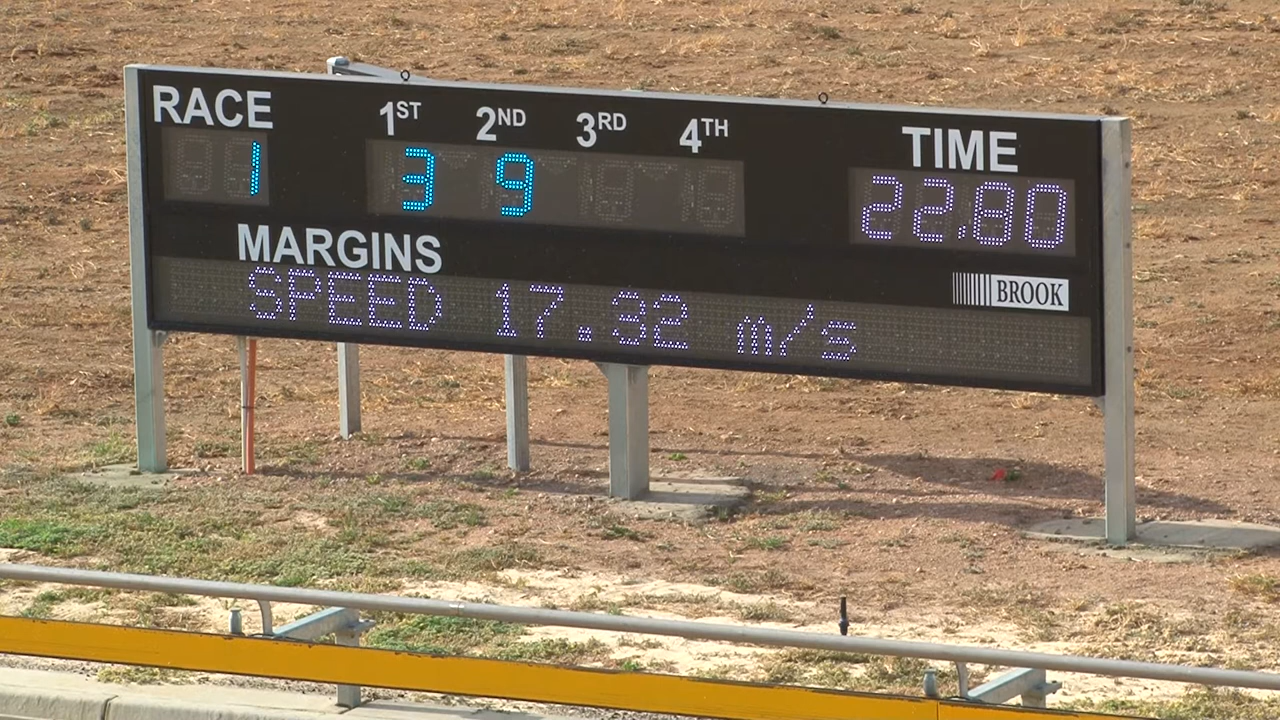 RACE 1ST 2ND 3RD 4TH TIME
1 3 9 22.80
MARGINS
BROOK
SPEED 17.32 m/s